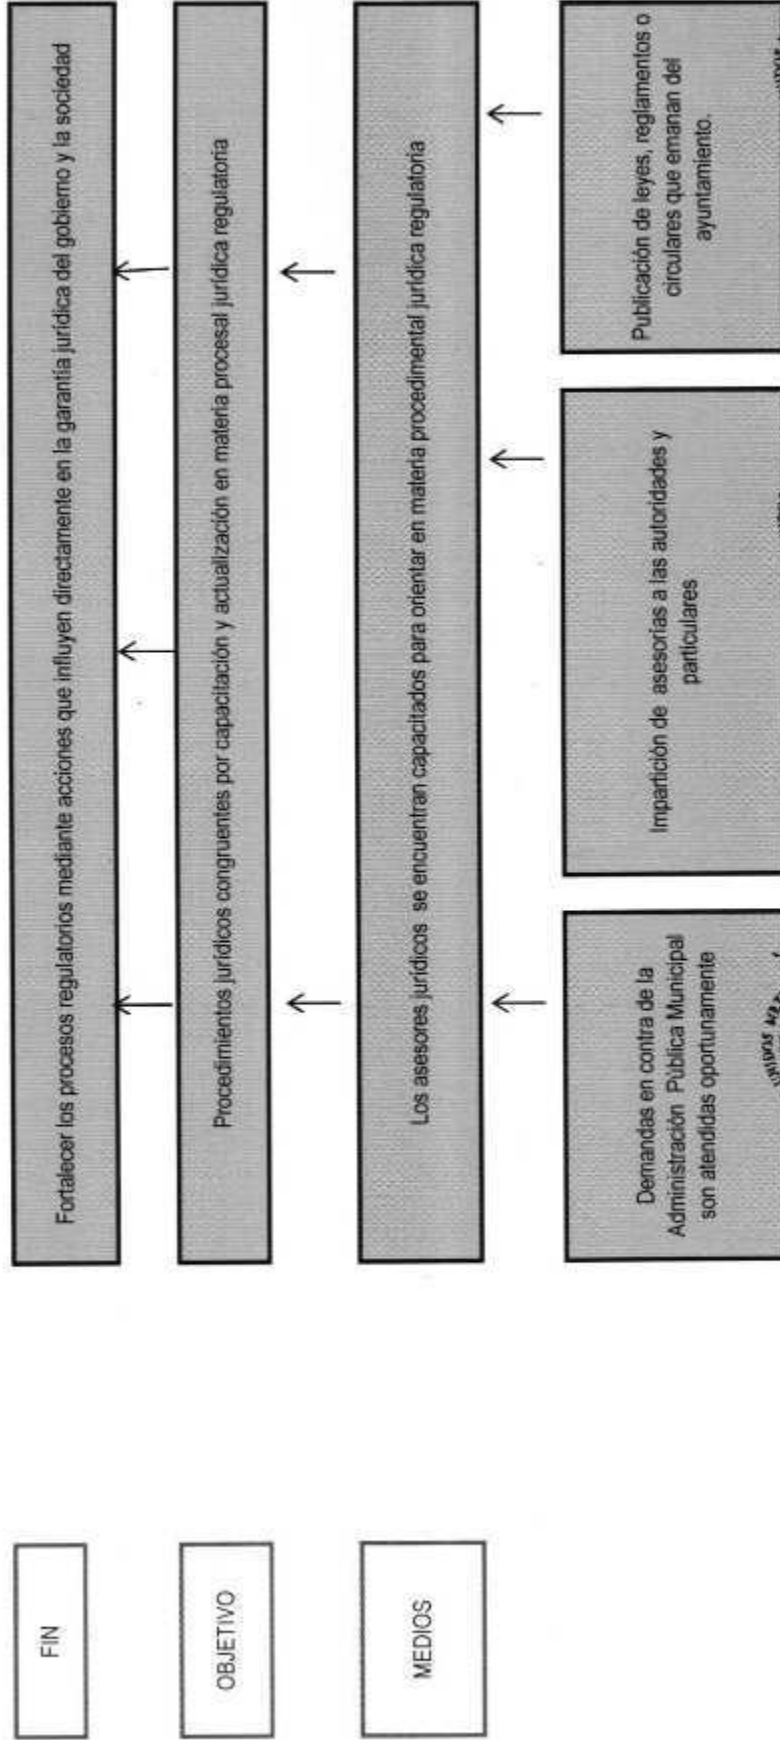 FIN
Fortalecer los procesos regulatorios mediante acciones que influyen directamente en la garantía jurídica del gobierno y la sociedad
OBJETIVO
Procedimientos jurídicos congruentes por capacitación y actualización en materia procesal jurídica regulatoria
MEDIOS
Los asesores jurídicos se encuentran capacitados para orientar en materia procedimental jurídica regulatoria
Demandas en contra de la
Administración Publica Municipal
son atendidas oportunamente
Impartición de asesorías a las autoridades y
particulares
Publicación de leyes, reglamentos o
circulares que emanan del
ayuntamiento.